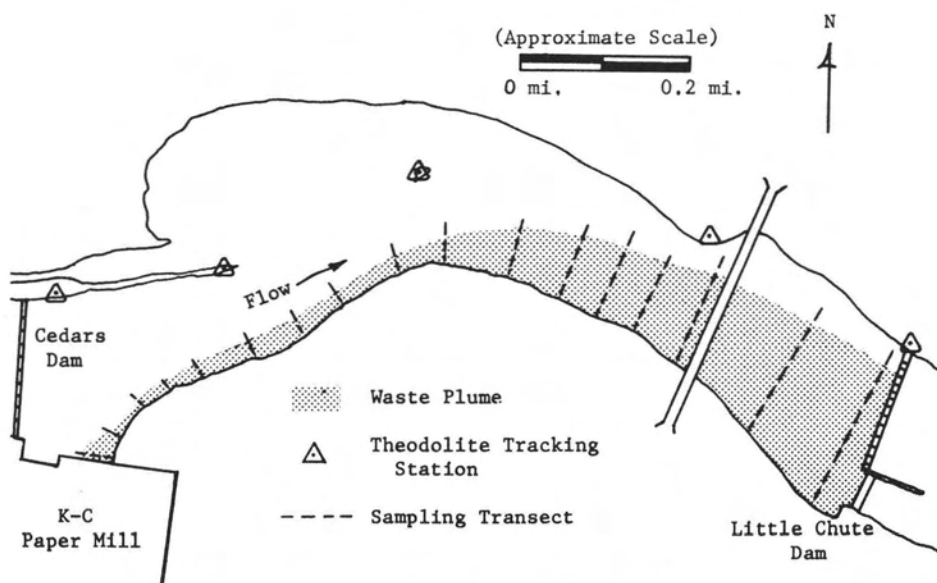 (Approximate Scale)
0 mi.
0.2 mi.
N
Flow
Cedars
Dam
Waste Plume
Theodolite Tracking
Station
Sampling Transect
K-C
Paper Mill
Little Chute
Dam